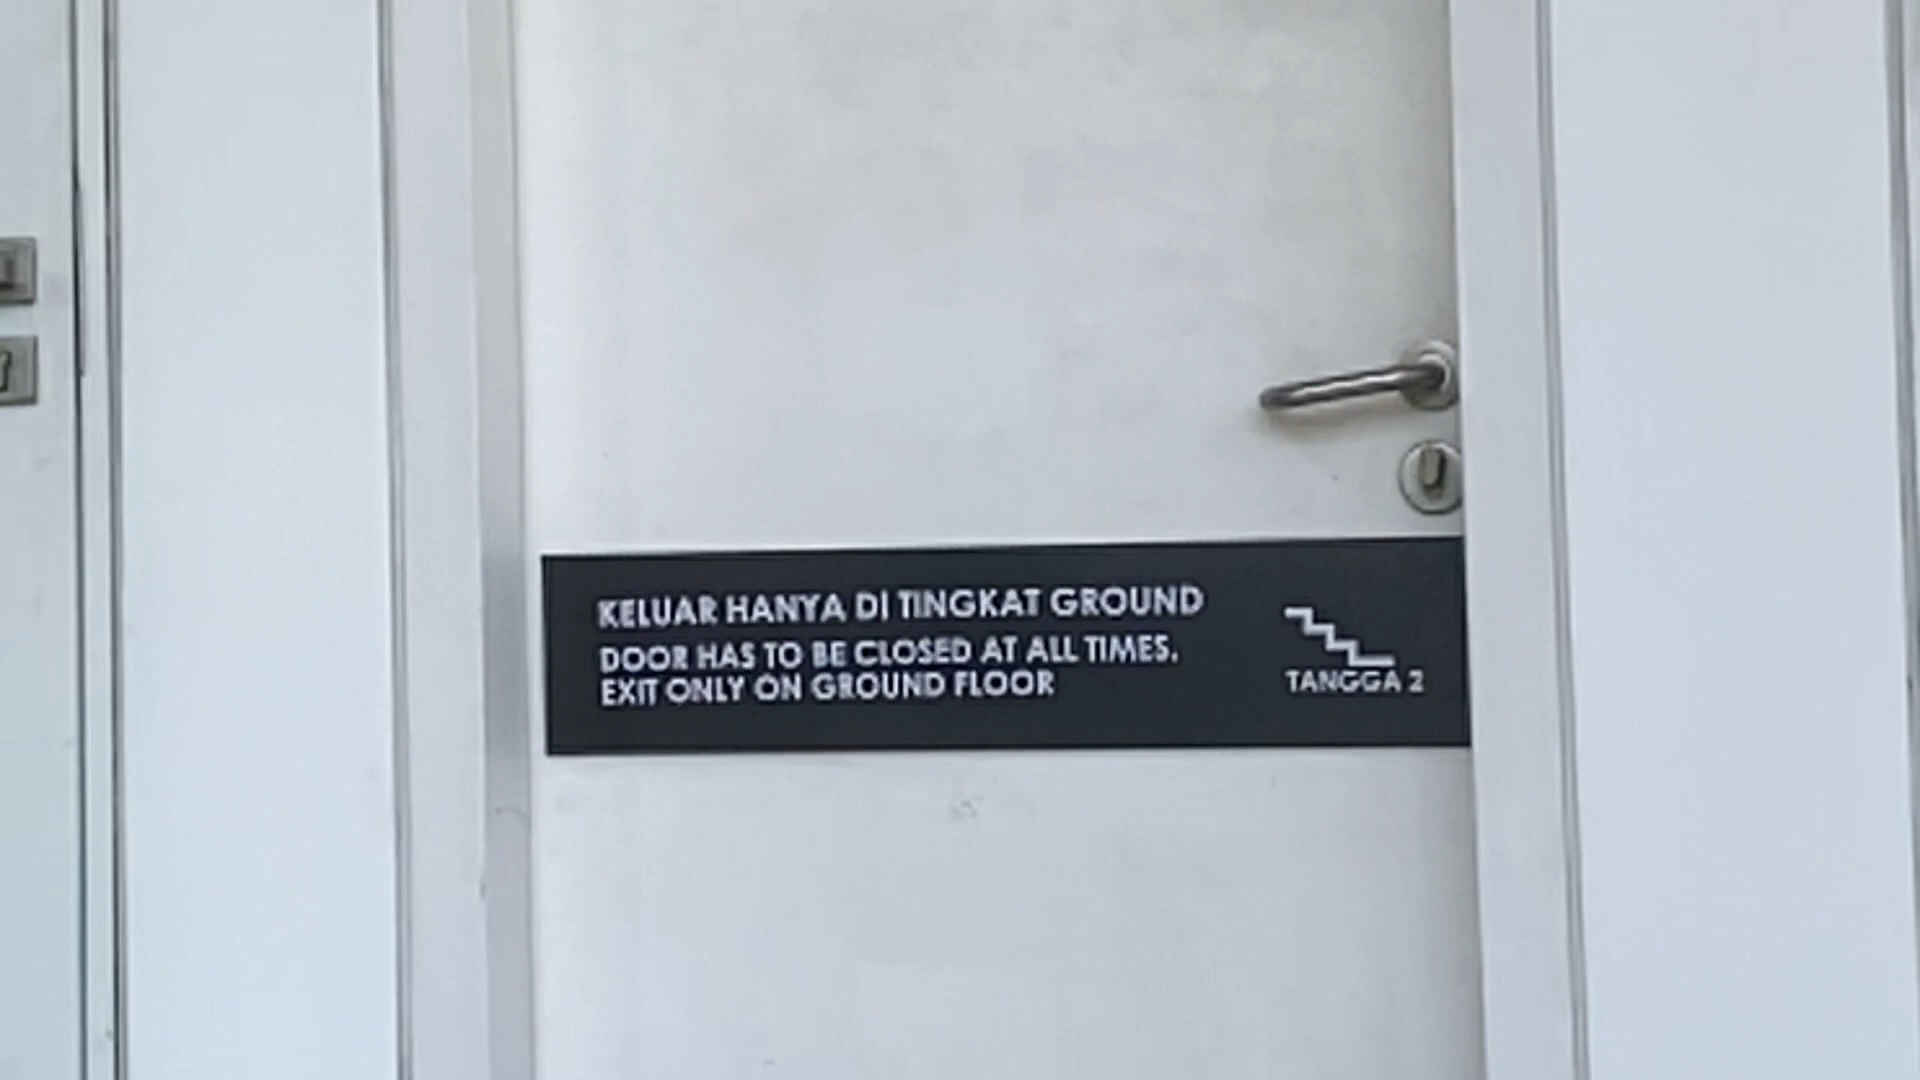 KELUAR HANYA DI TINGKAT GROUND
DOOR HAS TO BE CLOSED AT ALL TIMES.
EXIT ONLY ON GROUND FLOOR
TANGGA 2